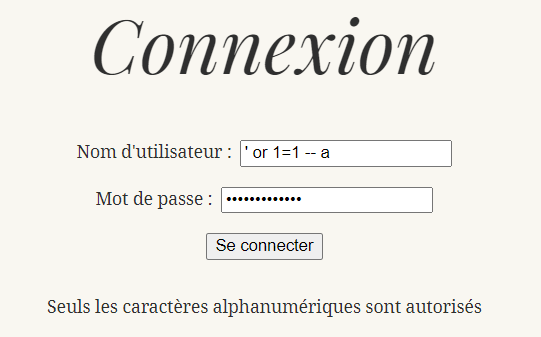 Connexion
Nom d'utilisateur : ' or 1=1 -- a
Mot de passe : •••••••••••••
Se connecter
Seuls les caractères alphanumériques sont autorisés